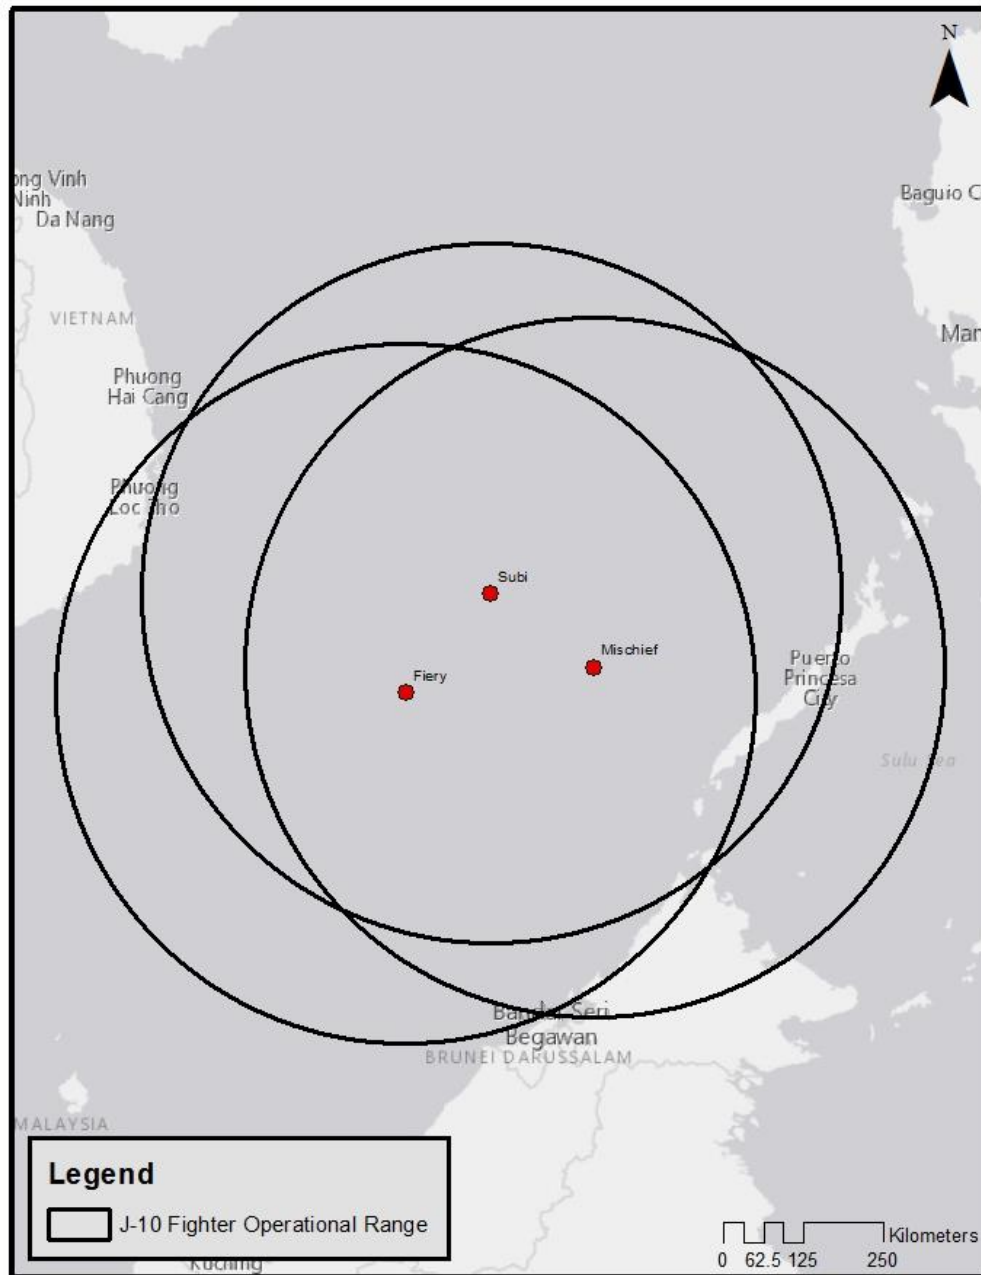 N
ong Vinh
Ninh
Da Nang
Baguio C
VIETNAM
Man
Phuong
Hai Cang
Phuong
Loc Tho
Subi
Mischief
Fiery
Puerto
Princesa
City
Sulu Sea
Bandar Seri
Begawan
BRUNEI DARUSSALAM
MALAYSIA
Legend
J-10 Fighter Operational Range
Kuching
Kilometers
0 62.5 125 250